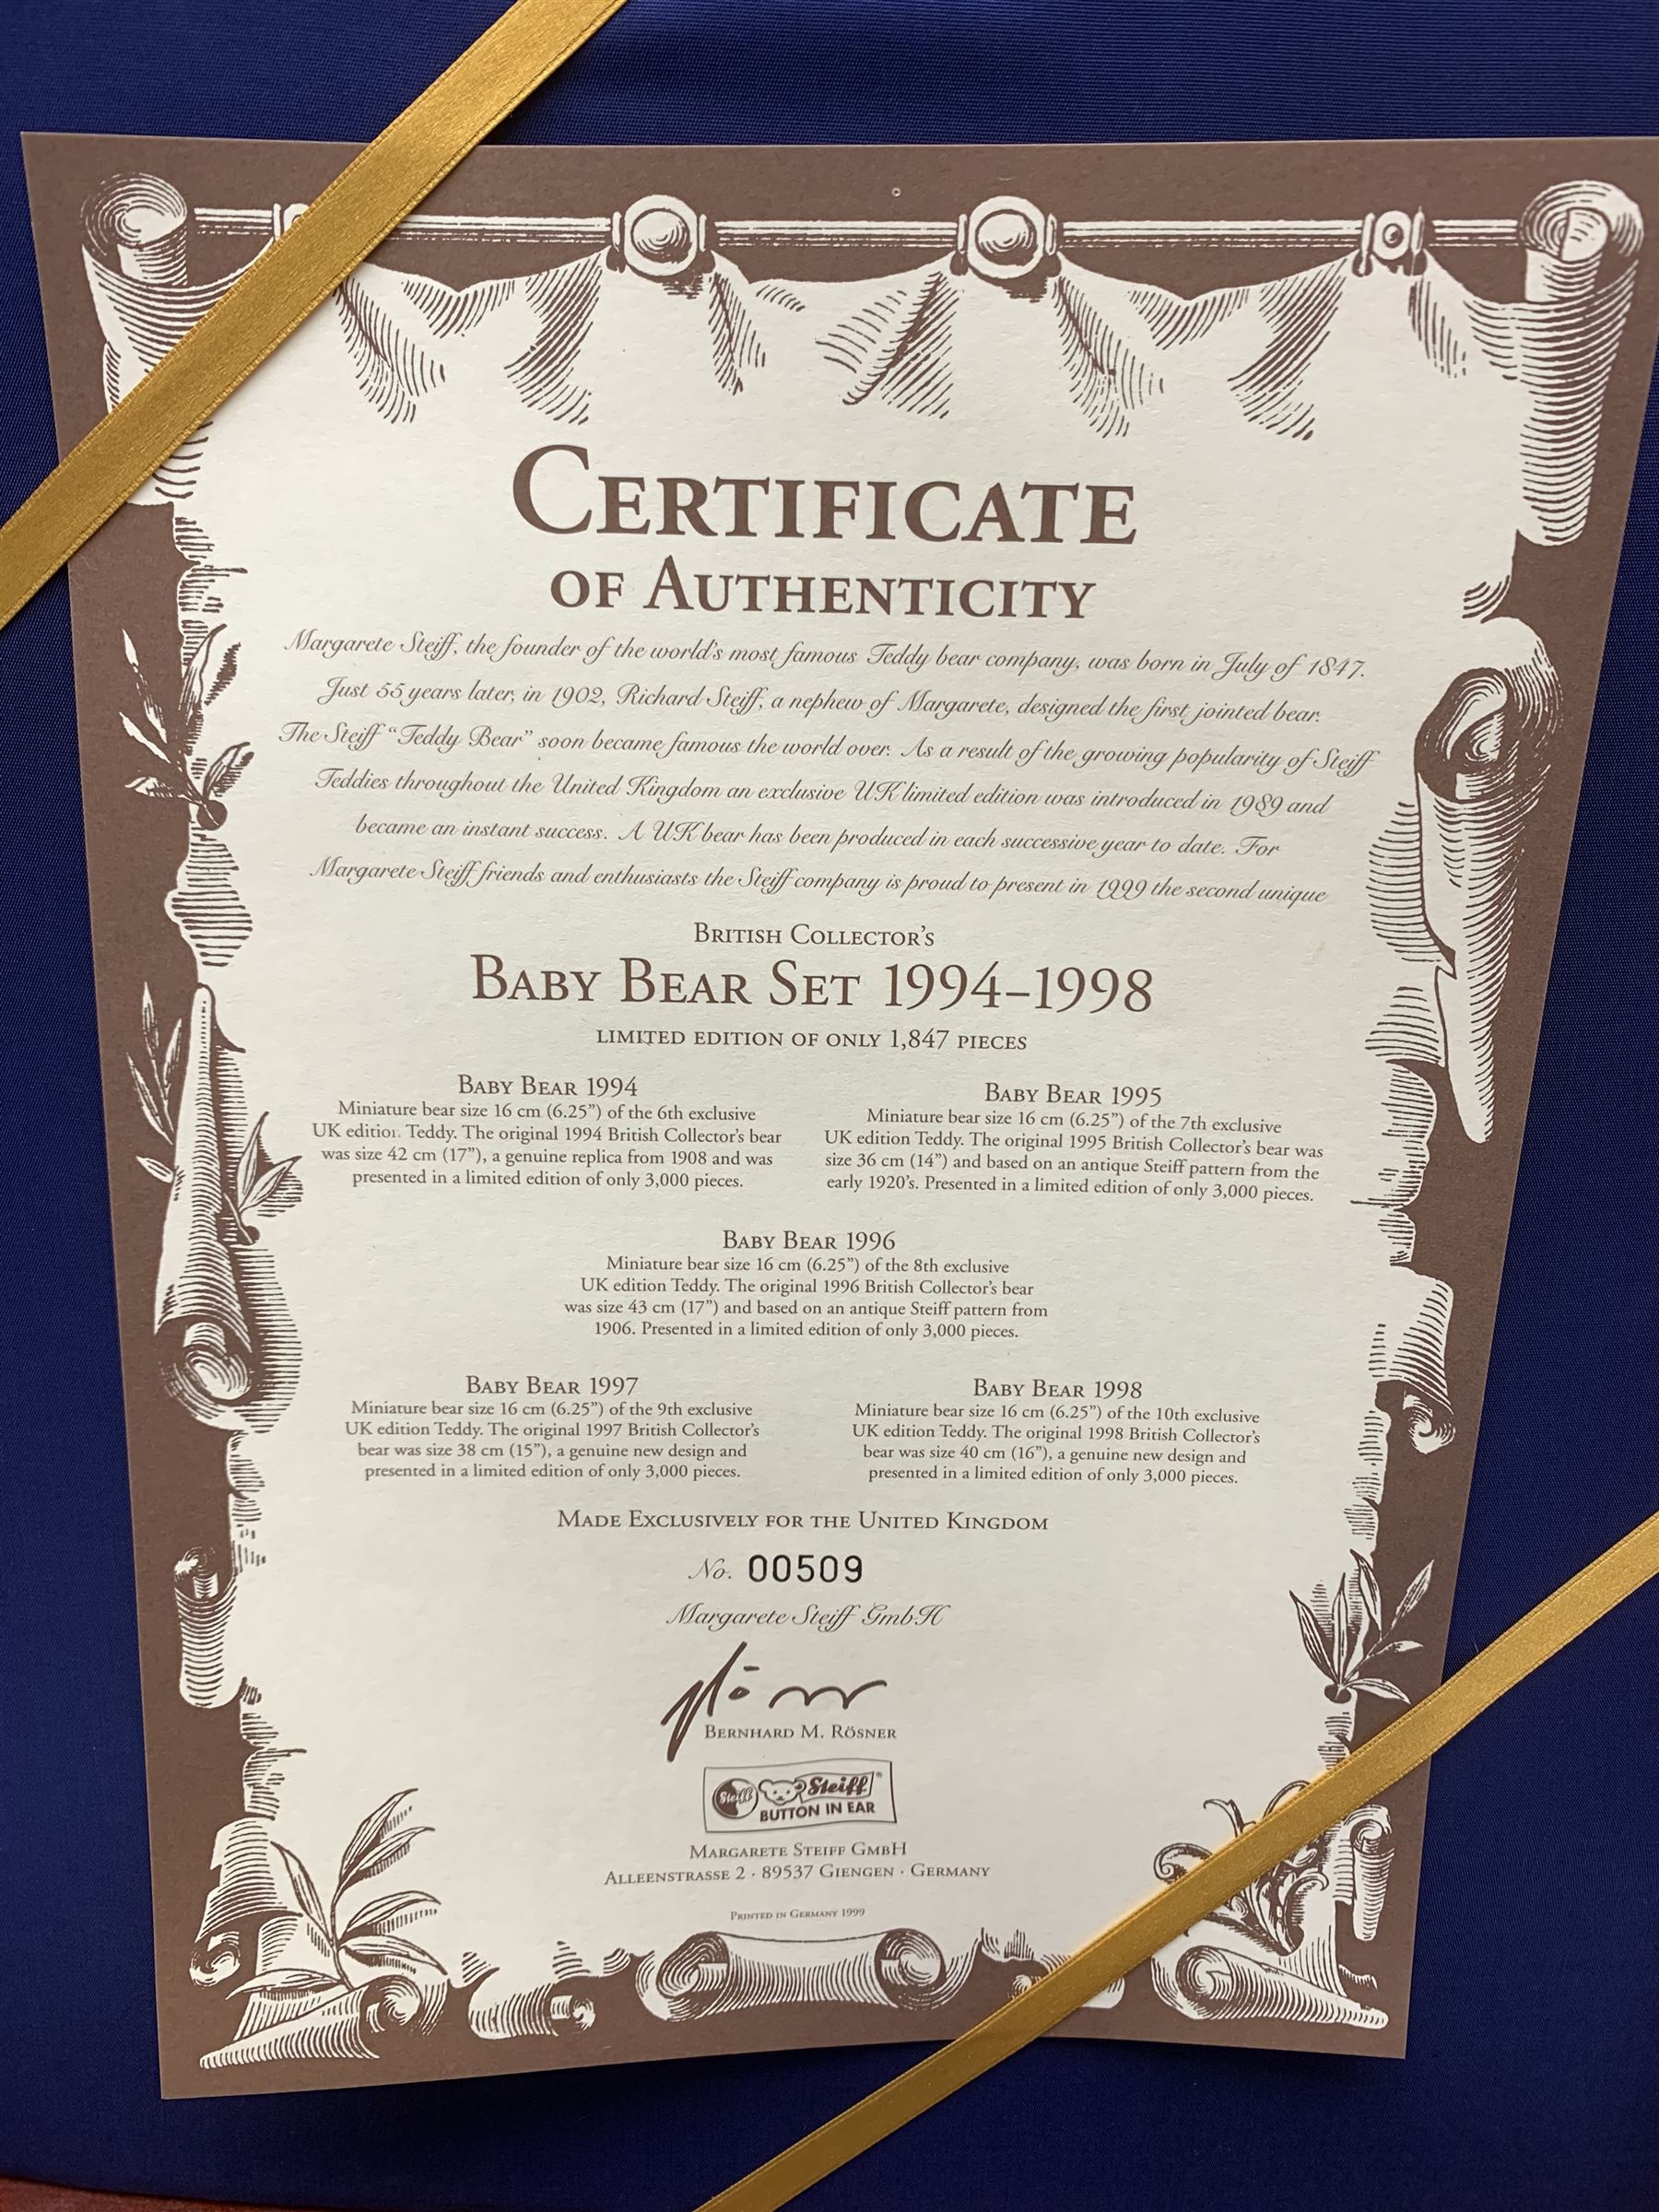 CERTIFICATE
OF AUTHENTICITY
Margarete Steiff, the founder of the world's most famous Teddy bear company, was born in July of 1847.
Just 55 years later, in 1902, Richard Steiff, a nephew of Margarete, designed the first jointed bear.
The Steiff "Teddy Bear" soon became famous the world over. As a result of the growing popularity of Steiff
Teddies throughout the United Kingdom an exclusive UK limited edition was introduced in 1989 and
became an instant success. A UK bear has been produced in each successive year to date. For
Margarete Steiff friends and enthusiasts the Steiff company is proud to present in 1999 the second unique
BRITISH COLLECTOR'S
BABY BEAR SET 1994–1998
LIMITED EDITION OF ONLY 1,847 PIECES
BABY BEAR 1994
Miniature bear size 16 cm (6.25") of the 6th exclusive
UK edition Teddy. The original 1994 British Collector's bear
was size 42 cm (17"), a genuine replica from 1908 and was
presented in a limited edition of only 3,000 pieces.
BABY BEAR 1995
Miniature bear size 16 cm (6.25") of the 7th exclusive
UK edition Teddy. The original 1995 British Collector's bear was
size 36 cm (14") and based on an antique Steiff pattern from the
early 1920's. Presented in a limited edition of only 3,000 pieces.
BABY BEAR 1996
Miniature bear size 16 cm (6.25") of the 8th exclusive
UK edition Teddy. The original 1996 British Collector's bear
was size 43 cm (17") and based on an antique Steiff pattern from
1906. Presented in a limited edition of only 3,000 pieces.
BABY BEAR 1997
Miniature bear size 16 cm (6.25") of the 9th exclusive
UK edition Teddy. The original 1997 British Collector's
bear was size 38 cm (15"), a genuine new design and
presented in a limited edition of only 3,000 pieces.
BABY BEAR 1998
Miniature bear size 16 cm (6.25") of the 10th exclusive
UK edition Teddy. The original 1998 British Collector's
bear was size 40 cm (16"), a genuine new design and
presented in a limited edition of only 3,000 pieces.
MADE EXCLUSIVELY FOR THE UNITED KINGDOM
No. 00509
Margarete Steiff GmbH
BERNHARD M. RÖSNER
Steiff Steiff®
BUTTON IN EAR
MARGARETE STEIFF GMBH
ALLEENSTRASSE 2 · 89537 GIENGEN · GERMANY
PRINTED IN GERMANY 1999